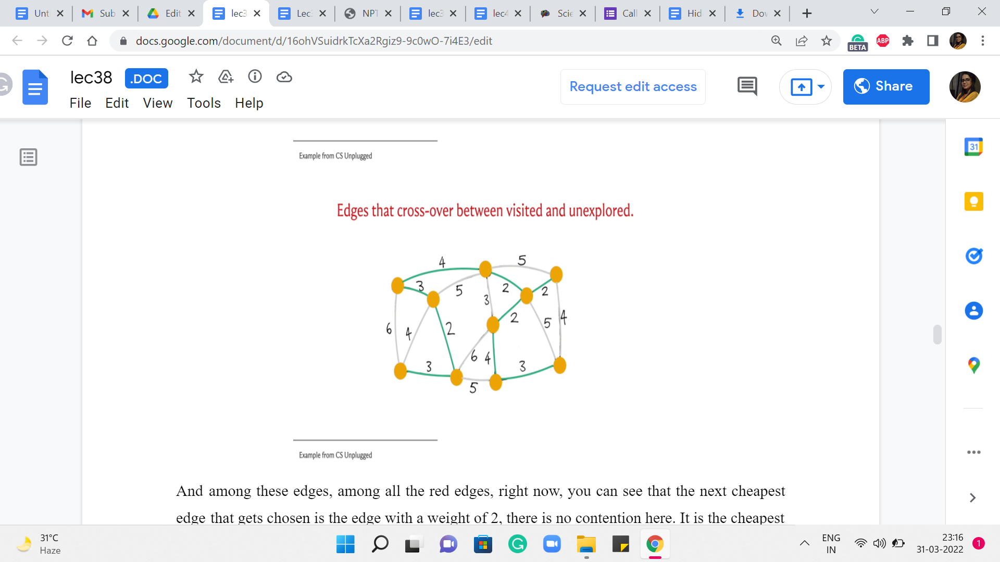 Unt
Sub
Edit
lec3
Lec
NPT
lec3
lec4
Scie
Call
Hid
Dov
docs.google.com/document/d/16ohVSuidrkTcXa2Rgiz9-9c0wO-7i4E3/edit
BETA
ABP
lec38 .DOC
Request edit access
Share
File Edit View Tools Help
31
Example from CS Unplugged
Edges that cross-over between visited and unexplored.
4 5
3 5 2 2
3
6 4 2 2 5 4
6 4
3 3
5
Example from CS Unplugged
And among these edges, among all the red edges, right now, you can see that the next cheapest
edge that gets chosen is the edge with a weight of 2, there is no contention here. It is the cheapest
31°C
Haze
ENG
IN
23:16
31-03-2022
1